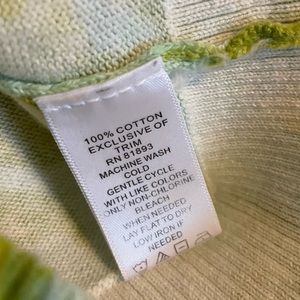 100% COTTON
EXCLUSIVE OF
TRIM
RN 81893
MACHINE WASH
COLD
GENTLE CYCLE
WITH LIKE COLORS
ONLY NON-CHLORINE
BLEACH
WHEN NEEDED
LAY FLAT TO DRY
LOW IRON IF
NEEDED